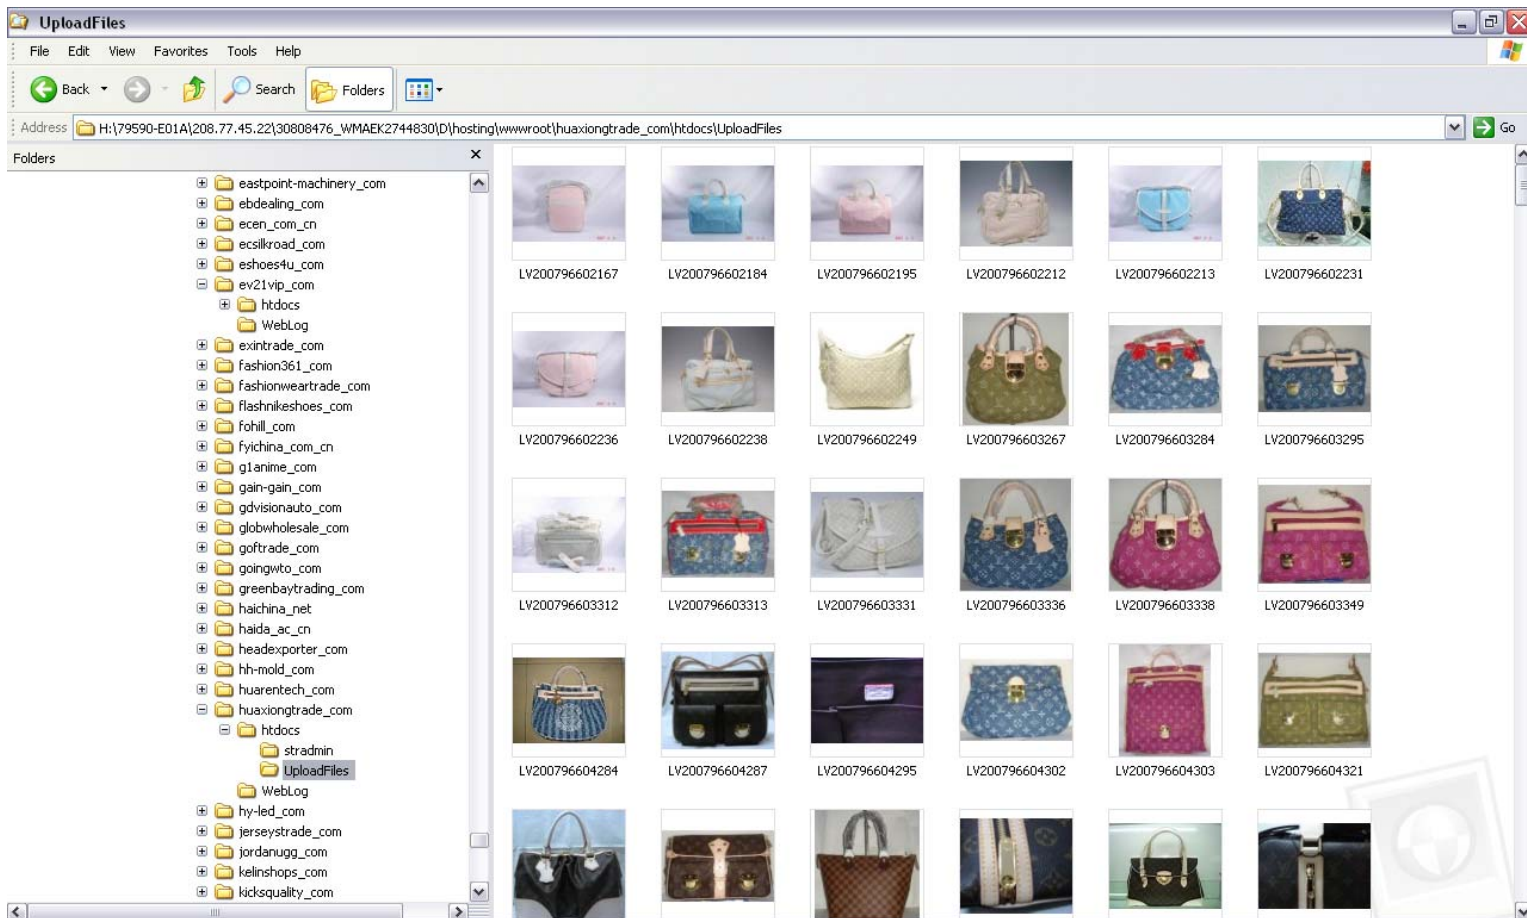 UploadFiles
File Edit View Favorites Tools Help
Back Search Folders
Address H:\79590-E01A\208.77.45.22\30808476_WMAEK2744830\D\hosting\wwwroot\huaxiongtrade_com\htdocs\UploadFiles Go
Folders
eastpoint-machinery_com
ebdealing_com
ecen_com_cn
ecsilkroad_com
eshoes4u_com
ev21vip_com
htdocs
WebLog
exintrade_com
fashion361_com
fashionweartrade_com
flashnikeshoes_com
fohill_com
fyichina_com_cn
g1anime_com
gain-gain_com
gdvisionauto_com
globwholesale_com
goftrade_com
goingwto_com
greenbaytrading_com
haichina_net
haida_ac_cn
headexporter_com
hh-mold_com
huarentech_com
huaxiongtrade_com
htdocs
stradmin
UploadFiles
WebLog
hy-led_com
jerseystrade_com
jordanugg_com
kelinshops_com
kicksquality_com
LV200796602167 LV200796602184 LV200796602195 LV200796602212 LV200796602213 LV200796602231
LV200796602236 LV200796602238 LV200796602249 LV200796603267 LV200796603284 LV200796603295
LV200796603312 LV200796603313 LV200796603331 LV200796603336 LV200796603338 LV200796603349
LV200796604284 LV200796604287 LV200796604295 LV200796604302 LV200796604303 LV200796604321